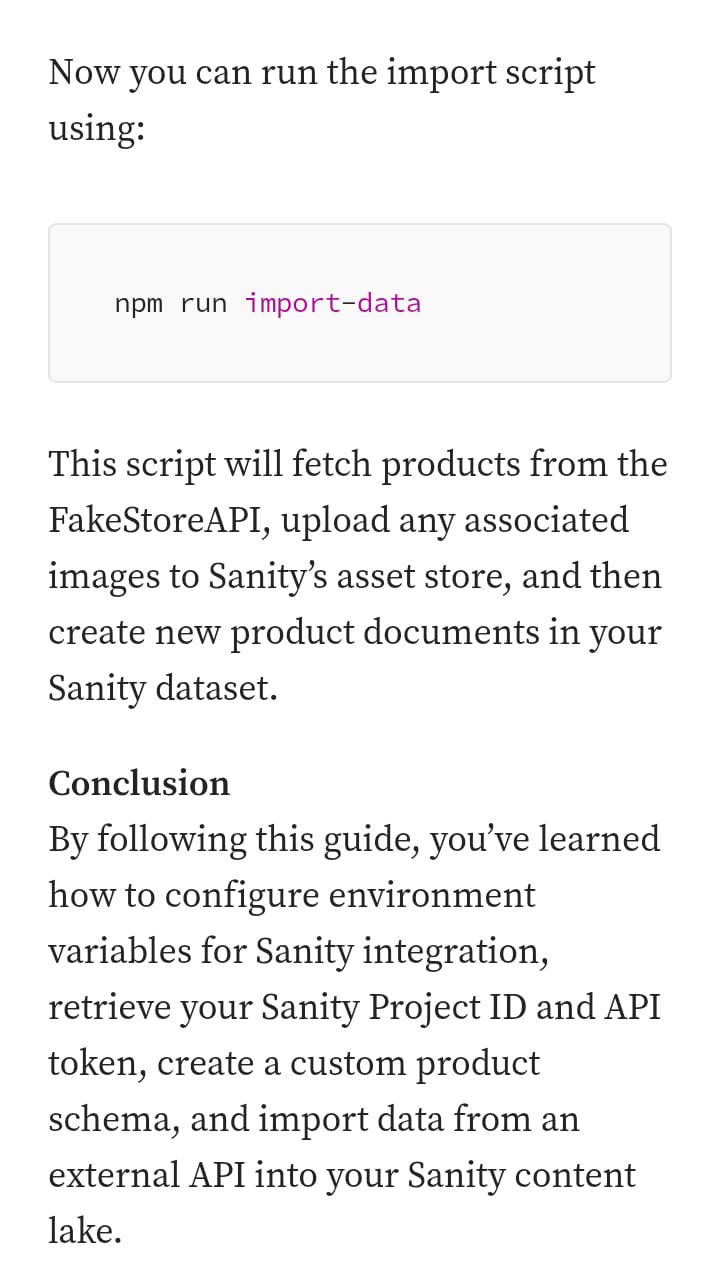 Now you can run the import script
using:
npm run import-data
This script will fetch products from the
FakeStoreAPI, upload any associated
images to Sanity’s asset store, and then
create new product documents in your
Sanity dataset.
Conclusion
By following this guide, you’ve learned
how to configure environment
variables for Sanity integration,
retrieve your Sanity Project ID and API
token, create a custom product
schema, and import data from an
external API into your Sanity content
lake.